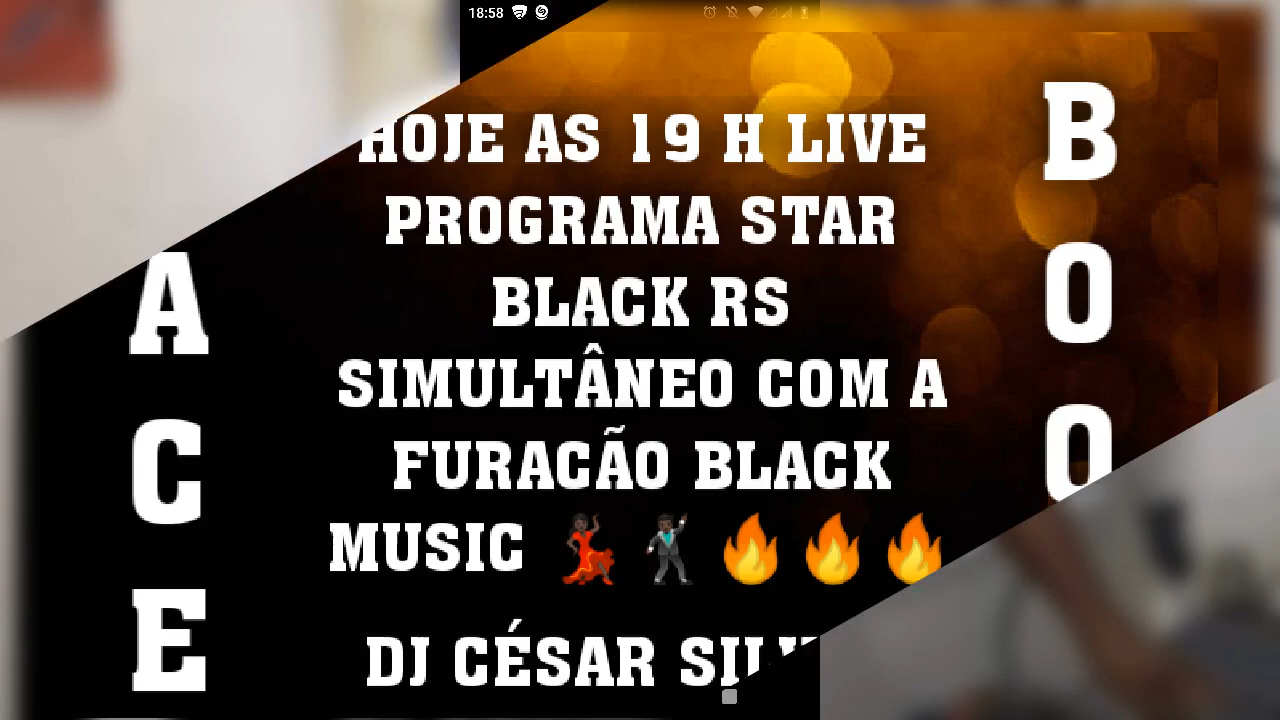 18:58
HOJE AS 19 H LIVE
PROGRAMA STAR
BLACK RS
SIMULTÂNEO COM A
FURACÃO BLACK
MUSIC 💃🏿 🕺🏿 🔥 🔥 🔥
DJ CÉSAR
A
C
E
B
O
O